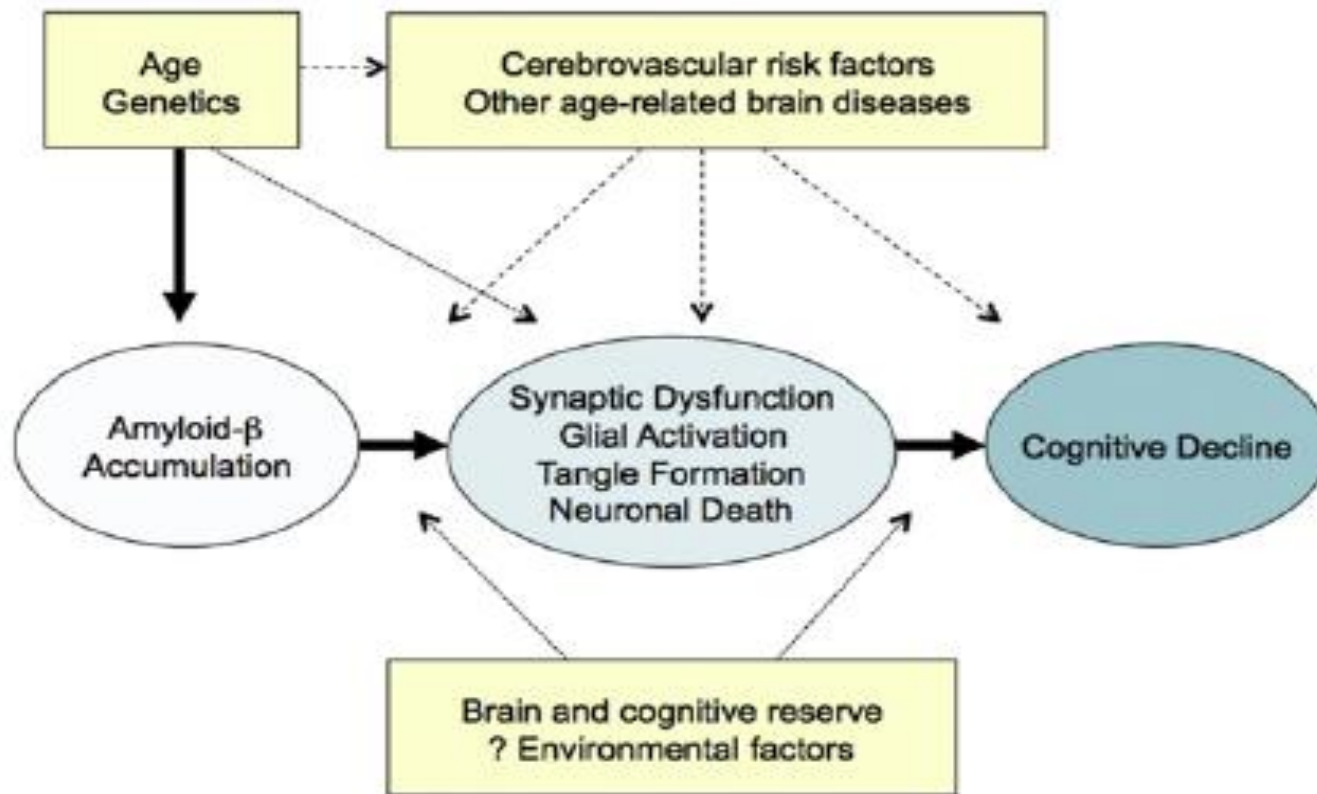 Age
Genetics
Cerebrovascular risk factors
Other age-related brain diseases
Amyloid-β
Accumulation
Synaptic Dysfunction
Glial Activation
Tangle Formation
Neuronal Death
Cognitive Decline
Brain and cognitive reserve
? Environmental factors